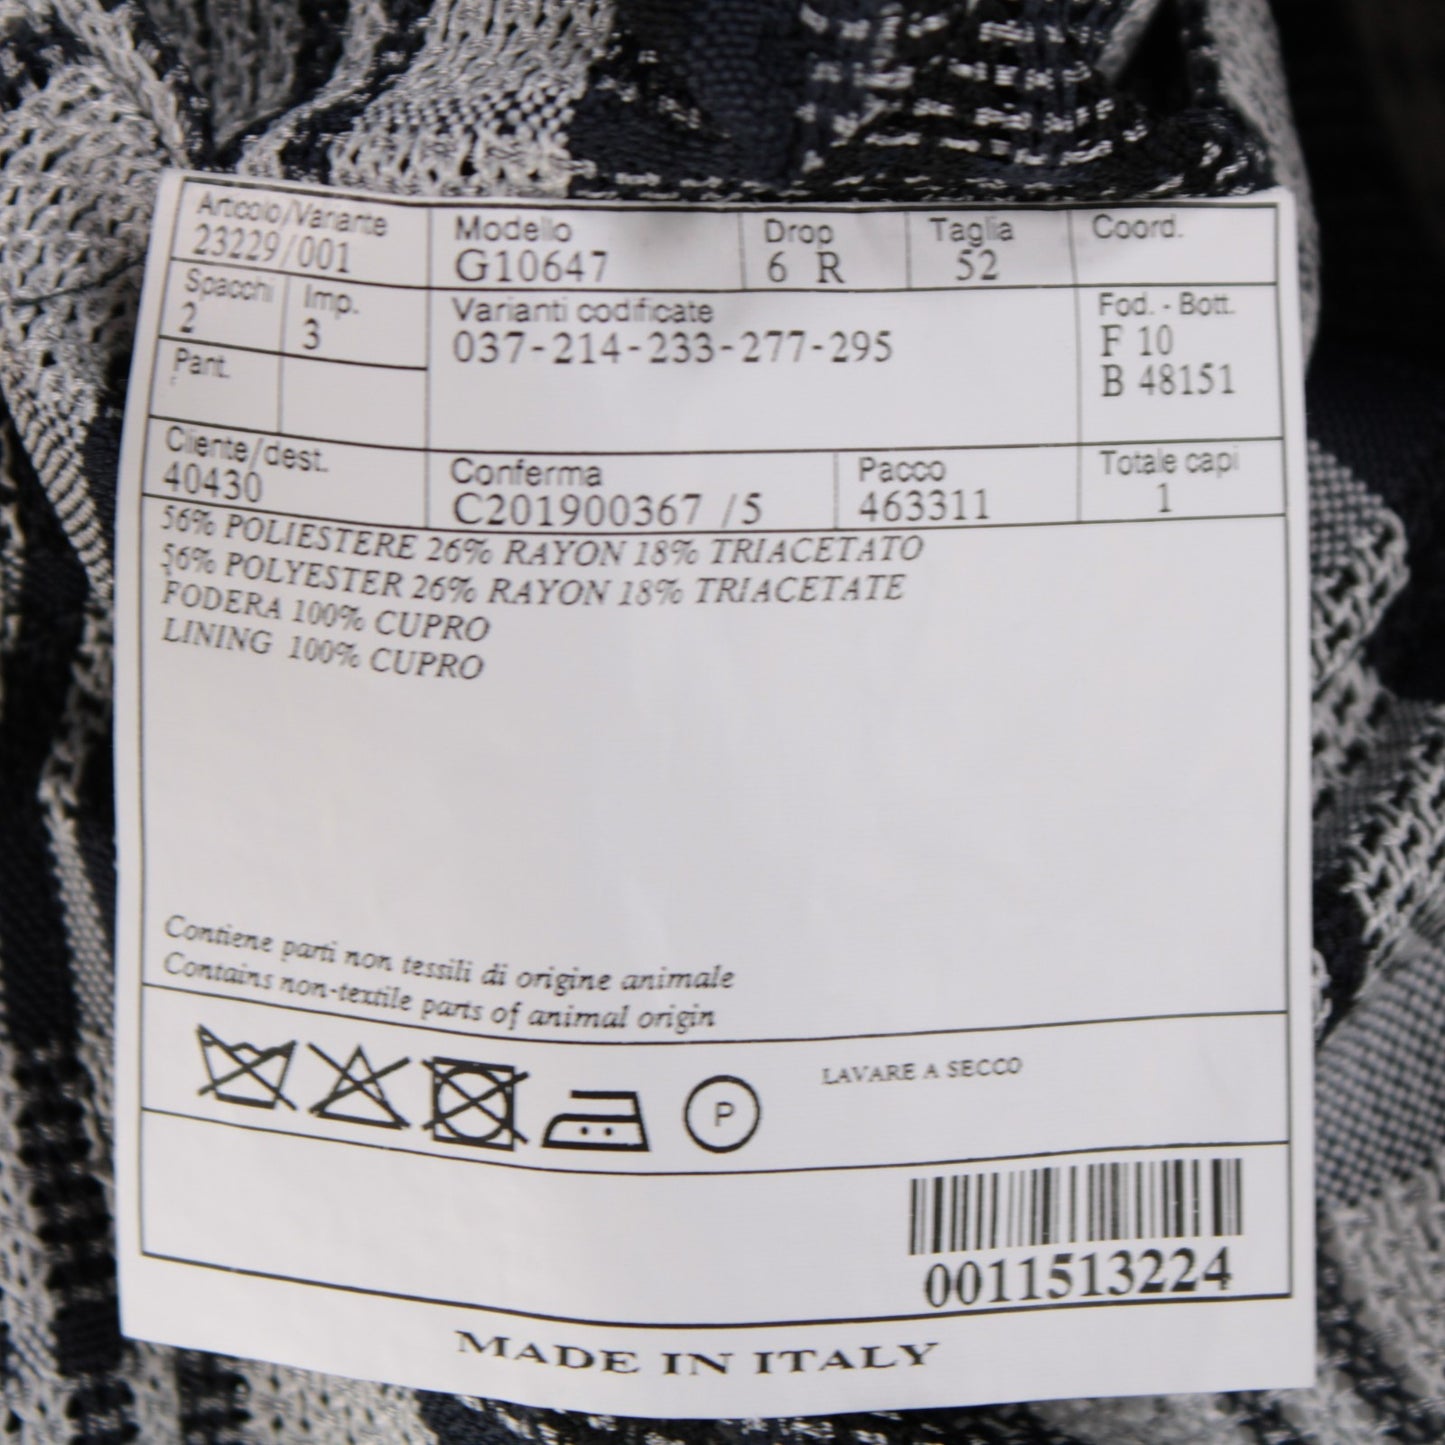 Articolo/Variante
23229/001
Modello
G10647
Drop
6 R
Taglia
52
Coord.
Spacchi
2
Imp.
3
Varianti codificate
037-214-233-277-295
Fod. - Bott.
F 10
B 48151
Pant.
Cliente/dest.
40430
Conferma
C201900367 /5
Pacco
463311
Totale capi
1
56% POLIESTERE 26% RAYON 18% TRIACETATO
56% POLYESTER 26% RAYON 18% TRIACETATE
FODERA 100% CUPRO
LINING 100% CUPRO
Contiene parti non tessili di origine animale
Contains non-textile parts of animal origin
P
LAVARE A SECCO
0011513224
MADE IN ITALY